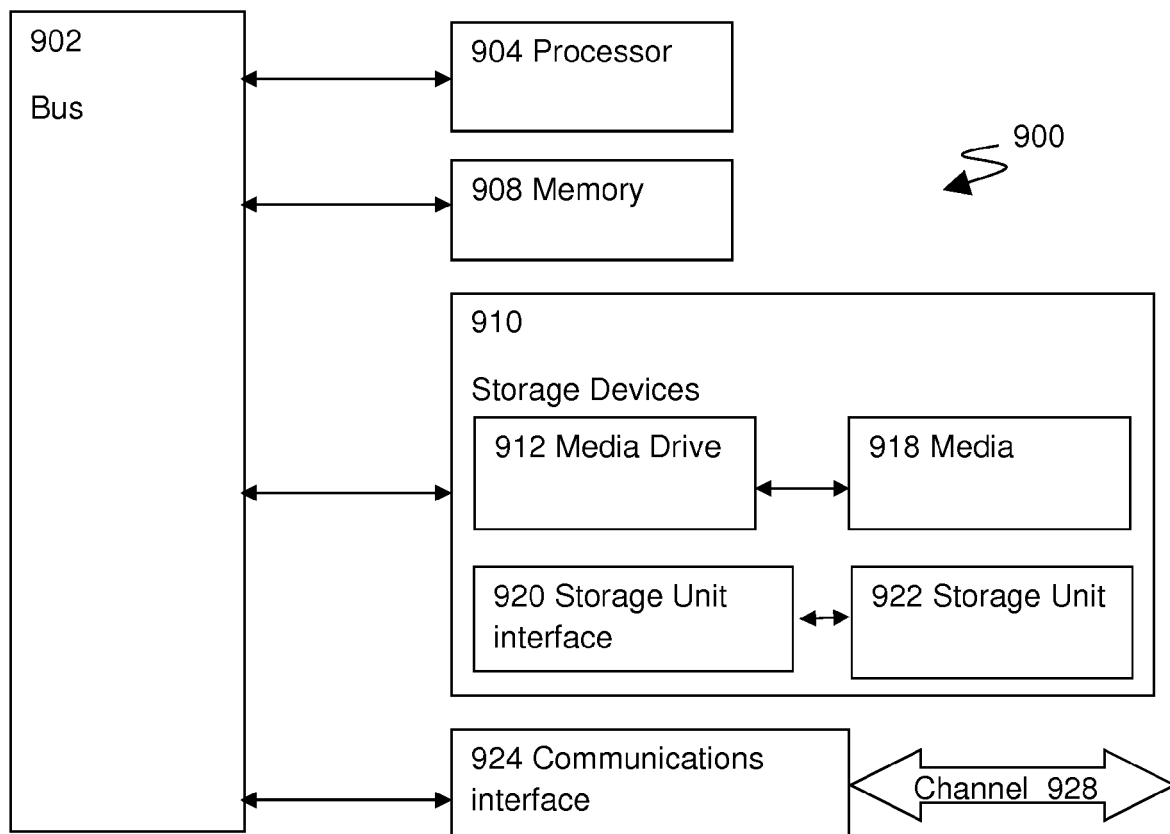 902
Bus
904 Processor
900
908 Memory
910
Storage Devices
912 Media Drive
918 Media
920 Storage Unit
interface
922 Storage Unit
924 Communications
interface
Channel 928